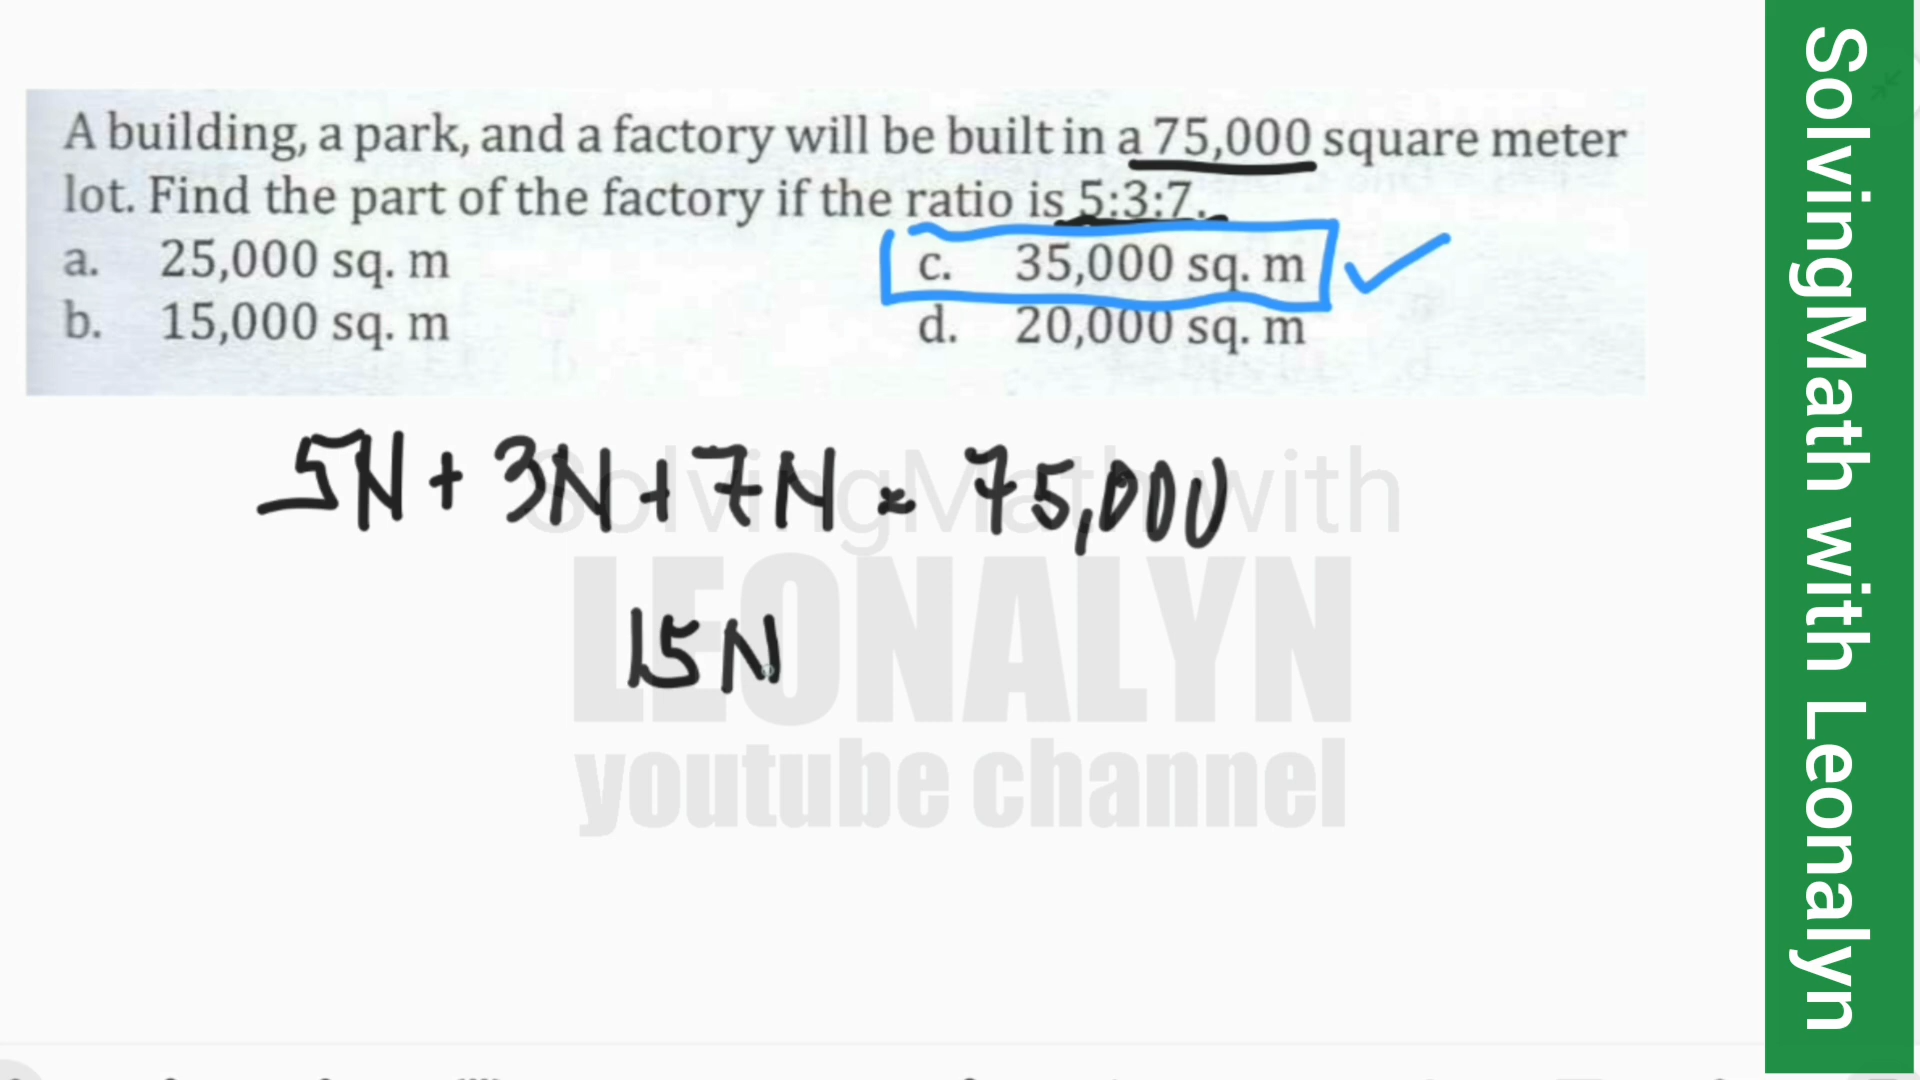 A building, a park, and a factory will be built in a 75,000 square meter
lot. Find the part of the factory if the ratio is 5:3:7.
a. 25,000 sq. m
c. 35,000 sq. m
b. 15,000 sq. m
d. 20,000 sq. m
5N + 3N + 7N = 75,000
15N
SolvingMath with
LEONALYN
youtube channel
SolvingMath with Leonalyn